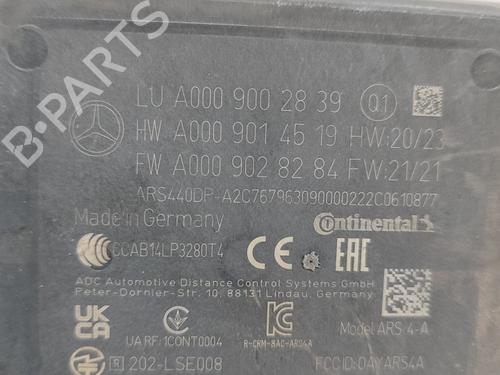 LU A000 900 28 39 Q1
HW A000 901 45 19 HW:20/23
FW A000 902 82 84 FW:21/21
ARS440DP-A2C7679630900000222C0610877
Made in Germany Continental
CCAB14LP3280T4 CE EAC
ADC Automotive Distance Control Systems GmbH
Peter-Dornier-Str. 10, 88131 Lindau, Germany
UK
CA
Model: ARS 4-A
UA RF: 1CONT0004
R-CRM-8AC-ARS4A
202-LSE008
FCC ID: OAYARS4A
B-PARTS